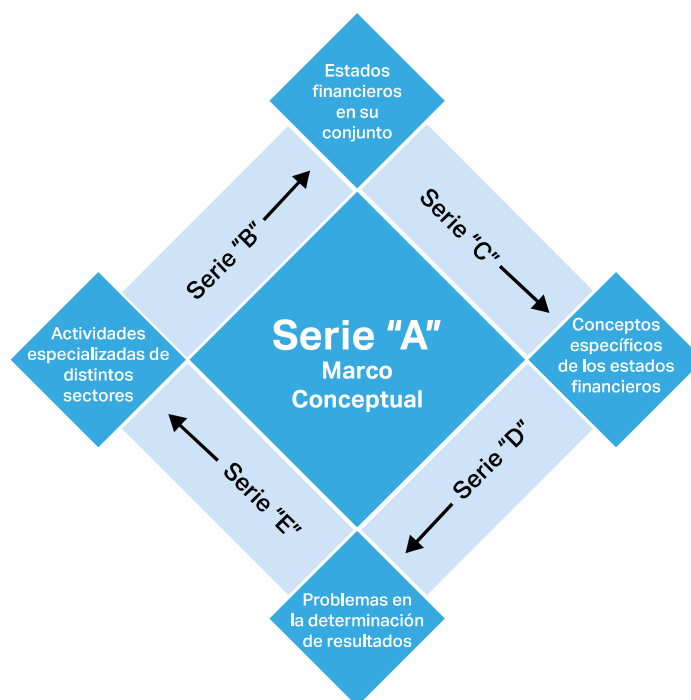 Estados
financieros
en su
conjunto
Serie “B”
Serie “C”
Serie “A”
Marco
Conceptual
Actividades
especializadas de
distintos
sectores
Conceptos
específicos
de los estados
financieros
Serie “E”
Serie “D”
Problemas en
la determinación
de resultados